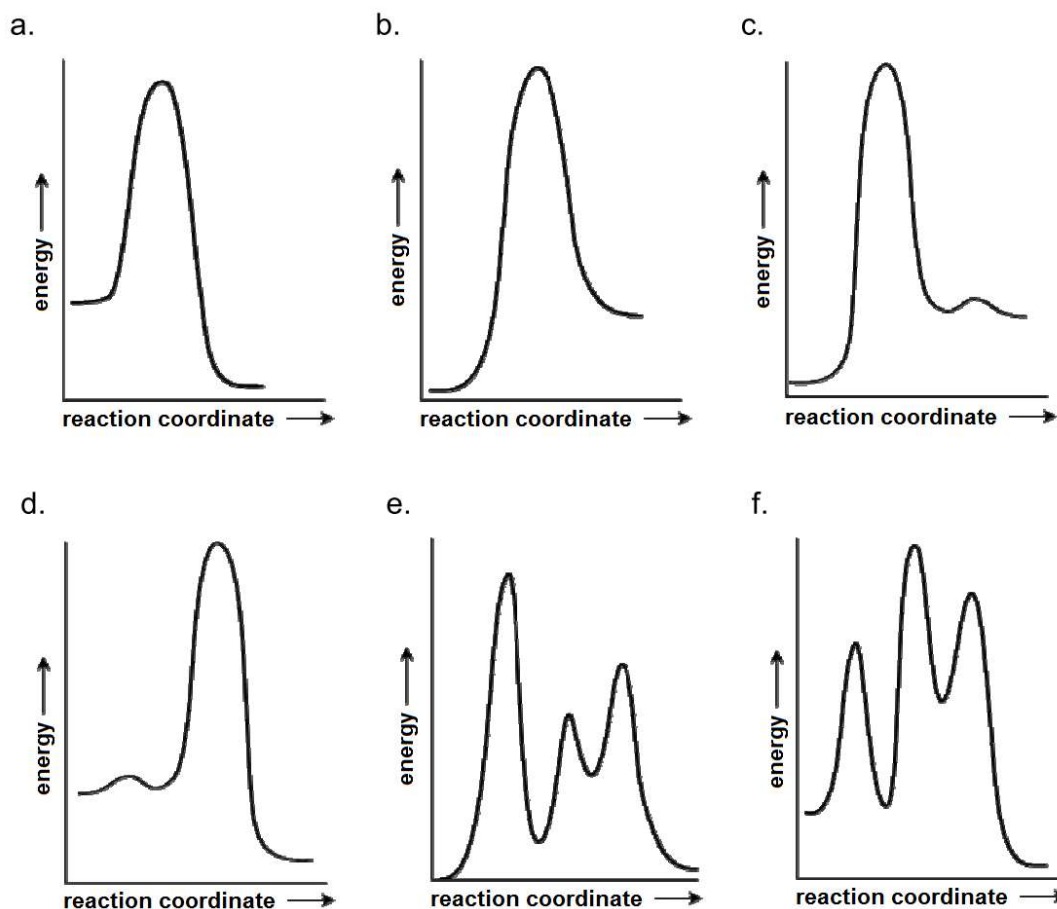 a.
b.
c.
energy
energy
energy
reaction coordinate
reaction coordinate
reaction coordinate
d.
e.
f.
energy
energy
energy
reaction coordinate
reaction coordinate
reaction coordinate